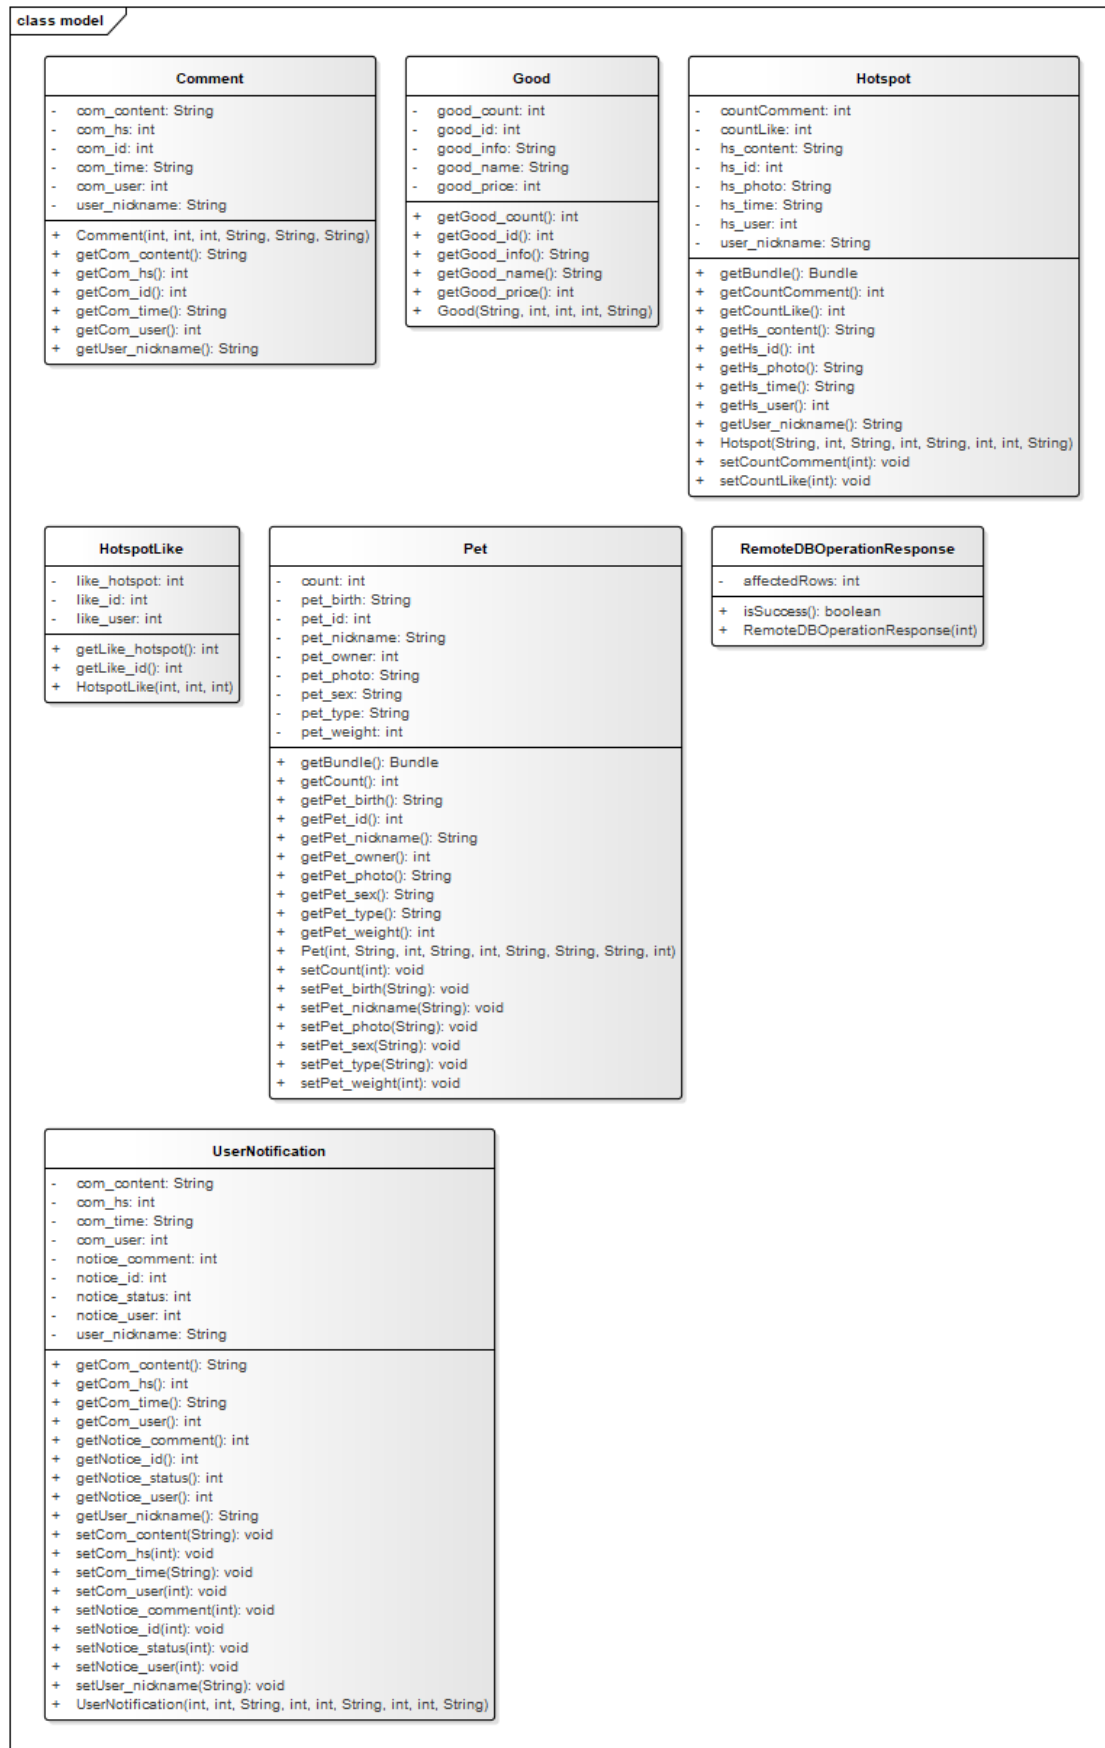 class model
Comment
- com_content: String
- com_hs: int
- com_id: int
- com_time: String
- com_user: int
- user_nickname: String
+ Comment(int, int, int, String, String, String)
+ getCom_content(): String
+ getCom_hs(): int
+ getCom_id(): int
+ getCom_time(): String
+ getCom_user(): int
+ getUser_nickname(): String
Good
- good_count: int
- good_id: int
- good_info: String
- good_name: String
- good_price: int
+ getGood_count(): int
+ getGood_id(): int
+ getGood_info(): String
+ getGood_name(): String
+ getGood_price(): int
+ Good(String, int, int, int, String)
Hotspot
- countComment: int
- countLike: int
- hs_content: String
- hs_id: int
- hs_photo: String
- hs_time: String
- hs_user: int
- user_nickname: String
+ getBundle(): Bundle
+ getCountComment(): int
+ getCountLike(): int
+ getHs_content(): String
+ getHs_id(): int
+ getHs_photo(): String
+ getHs_time(): String
+ getHs_user(): int
+ getUser_nickname(): String
+ Hotspot(String, int, String, int, String, int, int, String)
+ setCountComment(int): void
+ setCountLike(int): void
HotspotLike
- like_hotspot: int
- like_id: int
- like_user: int
+ getLike_hotspot(): int
+ getLike_id(): int
+ HotspotLike(int, int, int)
Pet
- count: int
- pet_birth: String
- pet_id: int
- pet_nickname: String
- pet_owner: int
- pet_photo: String
- pet_sex: String
- pet_type: String
- pet_weight: int
+ getBundle(): Bundle
+ getCount(): int
+ getPet_birth(): String
+ getPet_id(): int
+ getPet_nickname(): String
+ getPet_owner(): int
+ getPet_photo(): String
+ getPet_sex(): String
+ getPet_type(): String
+ getPet_weight(): int
+ Pet(int, String, int, String, int, String, String, String, int)
+ setCount(int): void
+ setPet_birth(String): void
+ setPet_nickname(String): void
+ setPet_photo(String): void
+ setPet_sex(String): void
+ setPet_type(String): void
+ setPet_weight(int): void
RemoteDBOperationResponse
- affectedRows: int
+ isSuccess(): boolean
+ RemoteDBOperationResponse(int)
UserNotification
- com_content: String
- com_hs: int
- com_time: String
- com_user: int
- notice_comment: int
- notice_id: int
- notice_status: int
- notice_user: int
- user_nickname: String
+ getCom_content(): String
+ getCom_hs(): int
+ getCom_time(): String
+ getCom_user(): int
+ getNotice_comment(): int
+ getNotice_id(): int
+ getNotice_status(): int
+ getNotice_user(): int
+ getUser_nickname(): String
+ setCom_content(String): void
+ setCom_hs(int): void
+ setCom_time(String): void
+ setCom_user(int): void
+ setNotice_comment(int): void
+ setNotice_id(int): void
+ setNotice_status(int): void
+ setNotice_user(int): void
+ setUser_nickname(String): void
+ UserNotification(int, int, String, int, int, String, int, int, String)